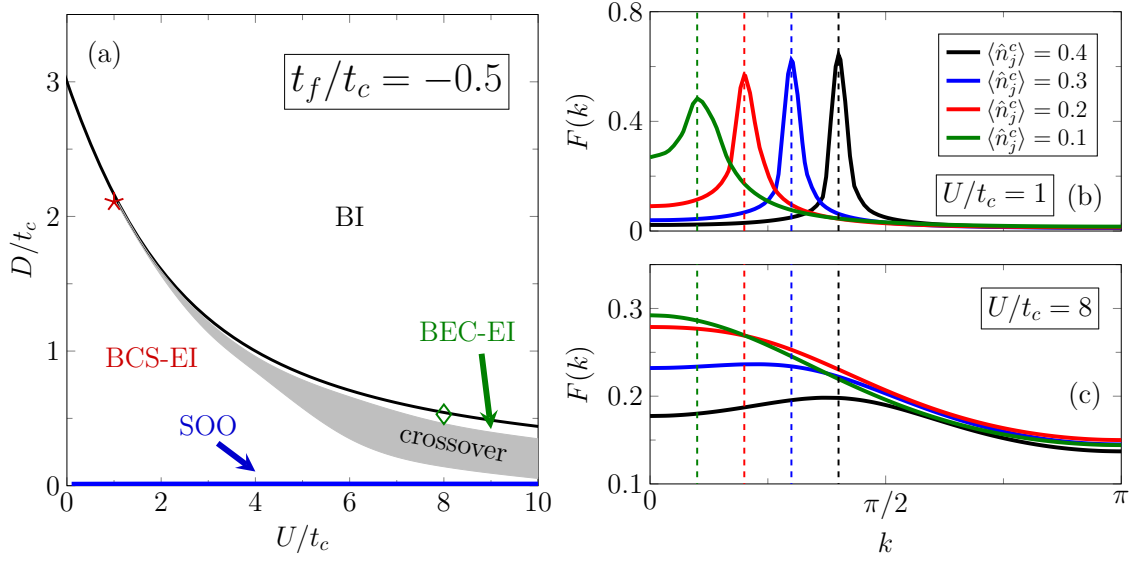 (a)
t_f/t_c = −0.5
BI
BCS-EI
BEC-EI
SOO
crossover
D/t_c
3
2
1
0
0 2 4 6 8 10
U/t_c
F(k)
0.8
0.4
0
⟨n̂_j^c⟩ = 0.4
⟨n̂_j^c⟩ = 0.3
⟨n̂_j^c⟩ = 0.2
⟨n̂_j^c⟩ = 0.1
U/t_c = 1
(b)
F(k)
0.3
0.2
0.1
U/t_c = 8
(c)
0 π/2 π
k